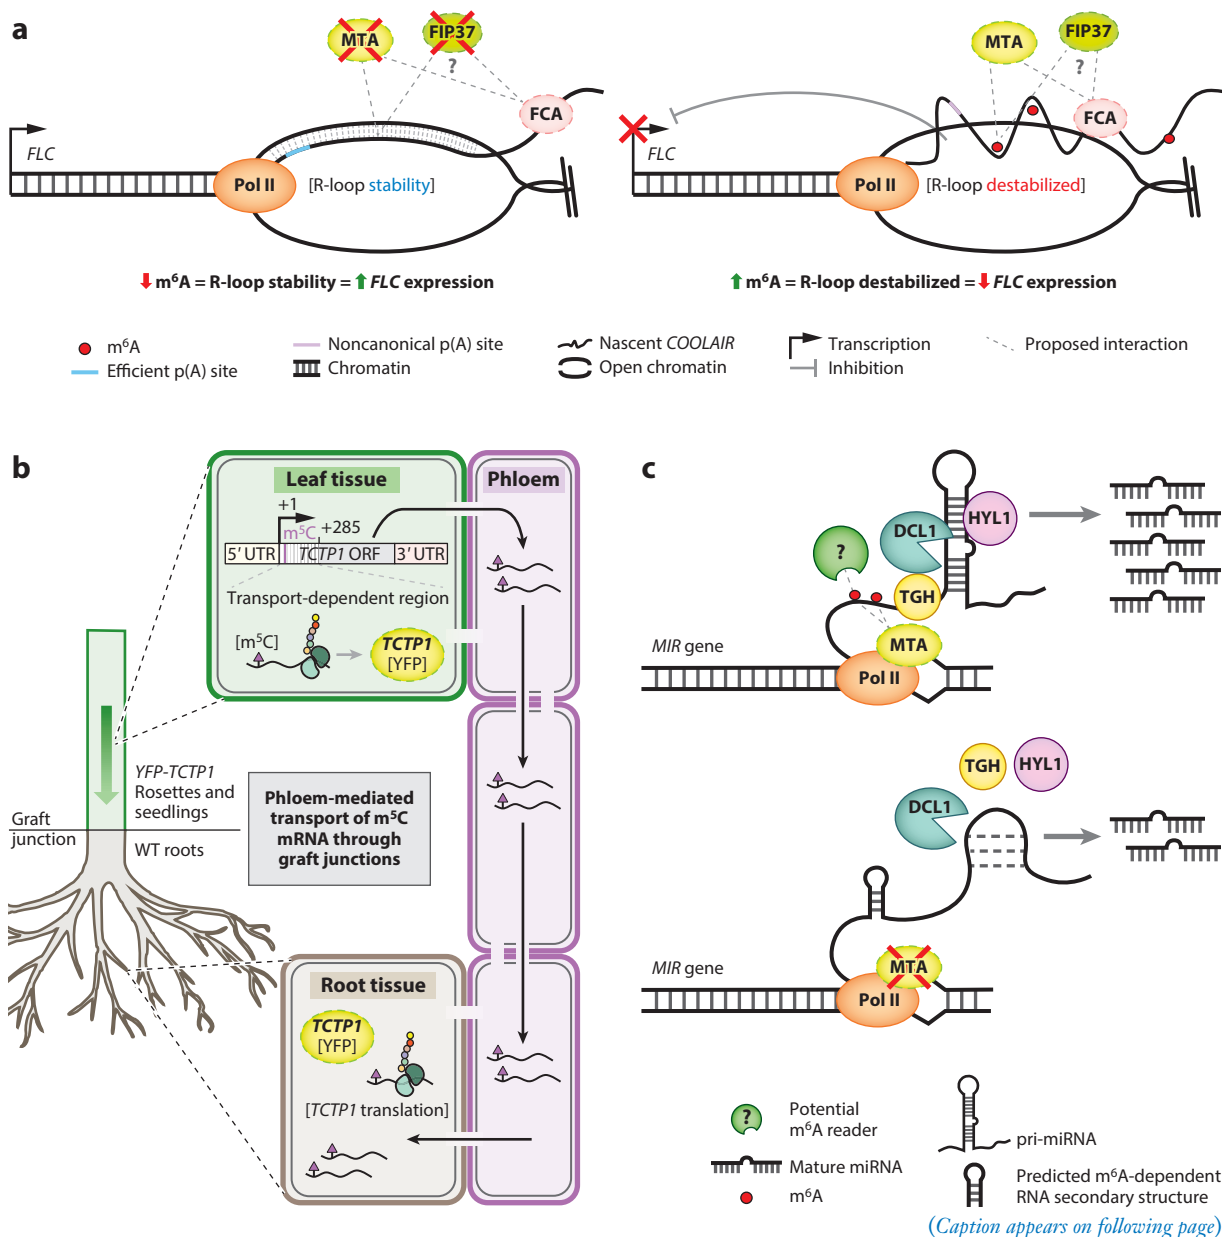 a
MTA
FIP37
?
FCA
FLC
Pol II
[R-loop stability]
⬇ m⁶A = R-loop stability = ⬆ FLC expression
MTA
FIP37
?
FCA
FLC
Pol II
[R-loop destabilized]
⬆ m⁶A = R-loop destabilized = ⬇ FLC expression
m⁶A
Efficient p(A) site
Noncanonical p(A) site
Chromatin
Nascent COOLAIR
Open chromatin
Transcription
Inhibition
Proposed interaction
b
Leaf tissue
Phloem
+1
m⁵C
+285
5′ UTR
TCTP1 ORF
3′ UTR
Transport-dependent region
[m⁵C]
TCTP1
[YFP]
YFP-TCTP1
Rosettes and
seedlings
Graft
junction
WT roots
Phloem-mediated
transport of m⁵C
mRNA through
graft junctions
Root tissue
TCTP1
[YFP]
[TCTP1 translation]
c
HYL1
DCL1
?
TGH
MTA
MIR gene
Pol II
TGH
HYL1
DCL1
MIR gene
MTA
Pol II
?
Potential
m⁶A reader
Mature miRNA
m⁶A
pri-miRNA
Predicted m⁶A-dependent
RNA secondary structure
(Caption appears on following page)